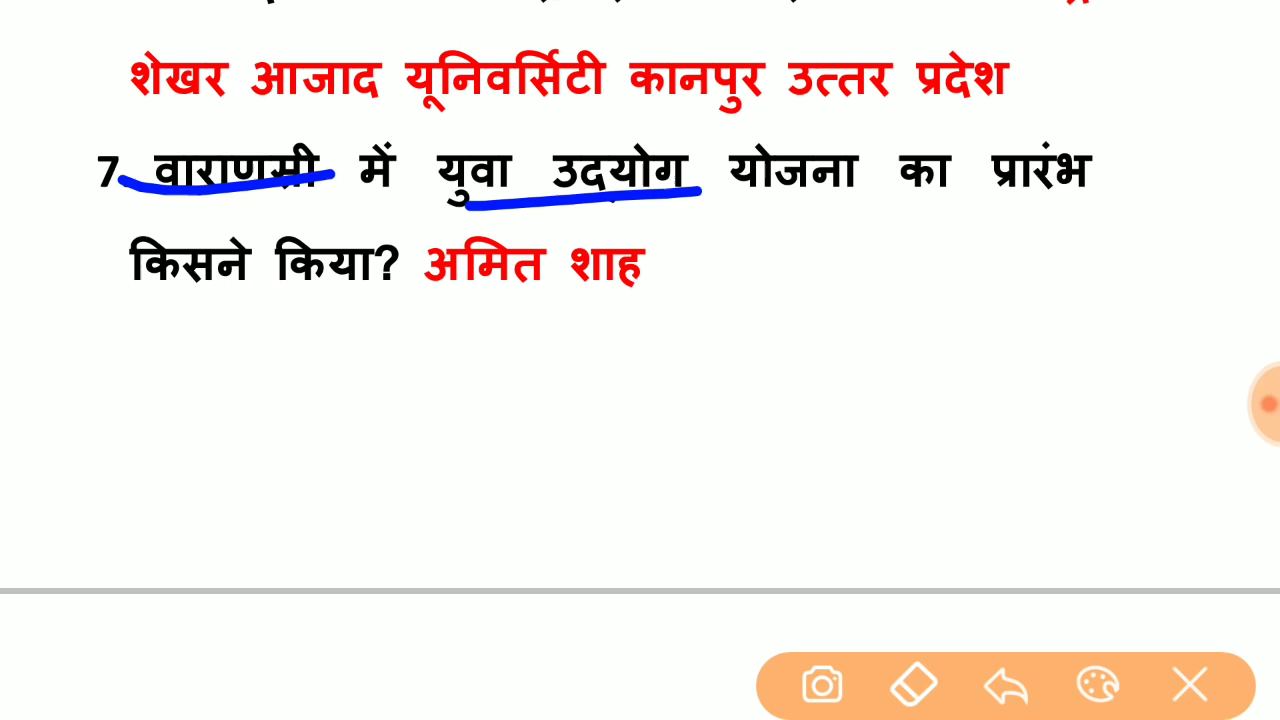 शेखर आजाद यूनिवर्सिटी कानपुर उत्तर प्रदेश
7 वाराणसी में युवा उदयोग योजना का प्रारंभ
किसने किया? अमित शाह